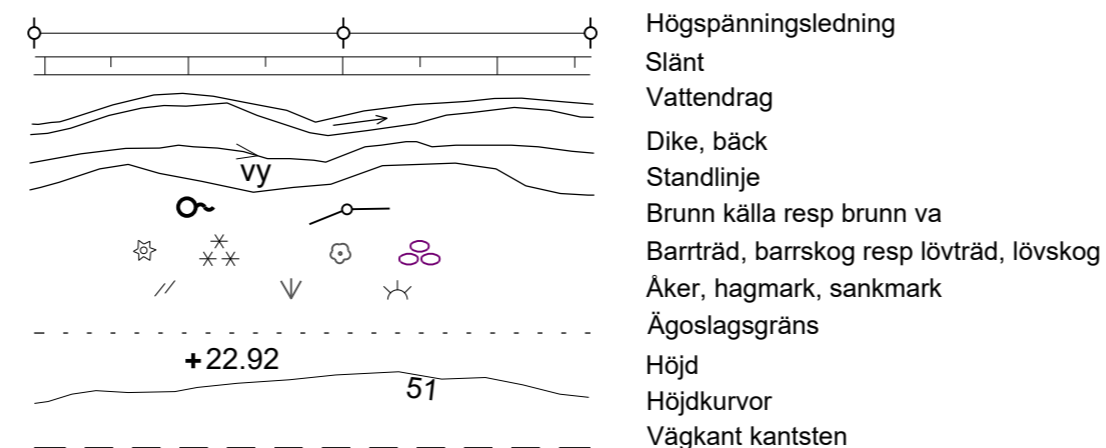 Högspänningsledning
Slänt
Vattendrag
Dike, bäck
vy
Standlinje
Brunn källa resp brunn va
Barrträd, barrskog resp lövträd, lövskog
Åker, hagmark, sankmark
Ägoslagsgräns
+22.92
Höjd
51
Höjdkurvor
Vägkant kantsten